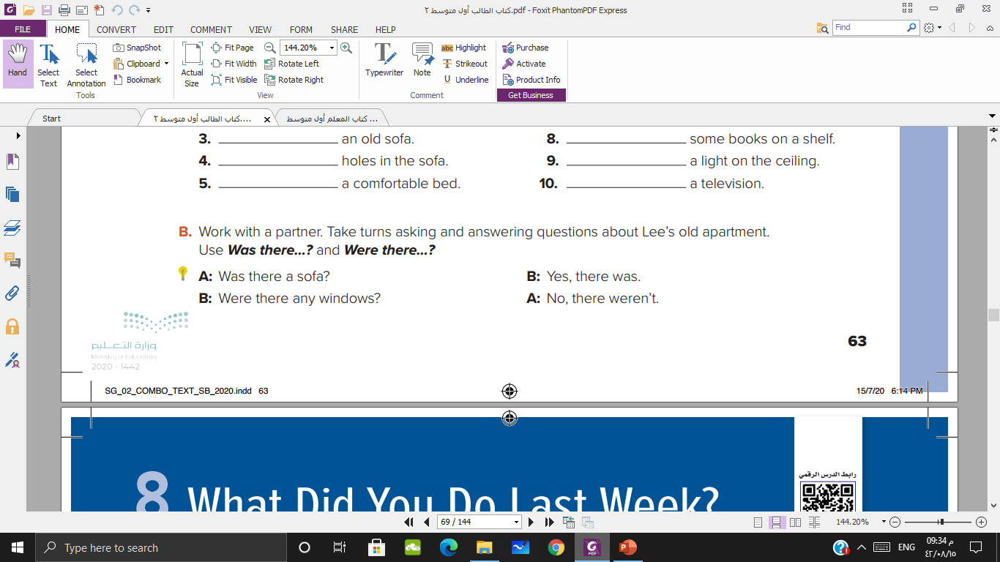 كتاب الطالب أول متوسط ٢.pdf - Foxit PhantomPDF Express
FILE HOME CONVERT EDIT COMMENT VIEW FORM SHARE HELP
Find
Hand
Select Text
Select Annotation
SnapShot
Clipboard
Bookmark
Tools
Actual Size
Fit Page
Fit Width
Fit Visible
144.20%
Rotate Left
Rotate Right
View
Typewriter
Note
abc Highlight
T Strikeout
U Underline
Comment
Purchase
Activate
Product Info
Get Business
Start
كتاب الطالب أول متوسط ٢....
كتاب المعلم أول متوسط ...
3. ________________ an old sofa.
4. ________________ holes in the sofa.
5. ________________ a comfortable bed.
8. ________________ some books on a shelf.
9. ________________ a light on the ceiling.
10. ________________ a television.
B. Work with a partner. Take turns asking and answering questions about Lee's old apartment.
Use Was there...? and Were there...?
A: Was there a sofa?
B: Yes, there was.
B: Were there any windows?
A: No, there weren't.
وزارة التعليم
Ministry of Education
2020 - 1442
63
SG_02_COMBO_TEXT_SB_2020.indd 63
15/7/20 6:14 PM
رابط الدرس الرقمي
8 What Did You Do Last Week?
69 / 144
144.20%
Type here to search
PDF
P
ENG
09:34 م
٤٢/٠٨/١٥